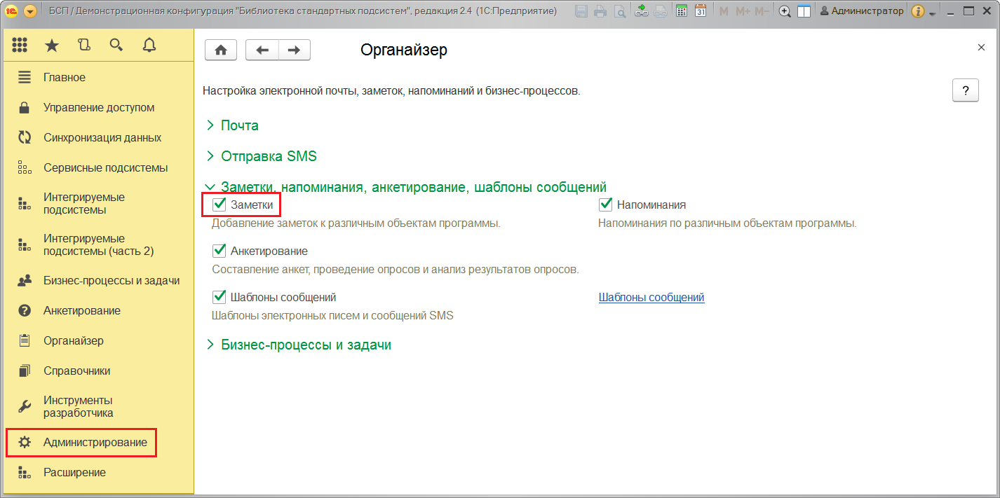 БСП / Демонстрационная конфигурация "Библиотека стандартных подсистем", редакция 2.4 (1С:Предприятие)
31
M M+ M-
Администратор
Органайзер
Настройка электронной почты, заметок, напоминаний и бизнес-процессов.
?
Главное
Управление доступом
Синхронизация данных
Сервисные подсистемы
Интегрируемые
подсистемы
Интегрируемые
подсистемы (часть 2)
Бизнес-процессы и задачи
Анкетирование
Органайзер
Справочники
Инструменты
разработчика
Администрирование
Расширение
Почта
Отправка SMS
Заметки, напоминания, анкетирование, шаблоны сообщений
Заметки
Напоминания
Добавление заметок к различным объектам программы.
Напоминания по различным объектам программы.
Анкетирование
Составление анкет, проведение опросов и анализ результатов опросов.
Шаблоны сообщений
Шаблоны сообщений
Шаблоны электронных писем и сообщений SMS
Бизнес-процессы и задачи